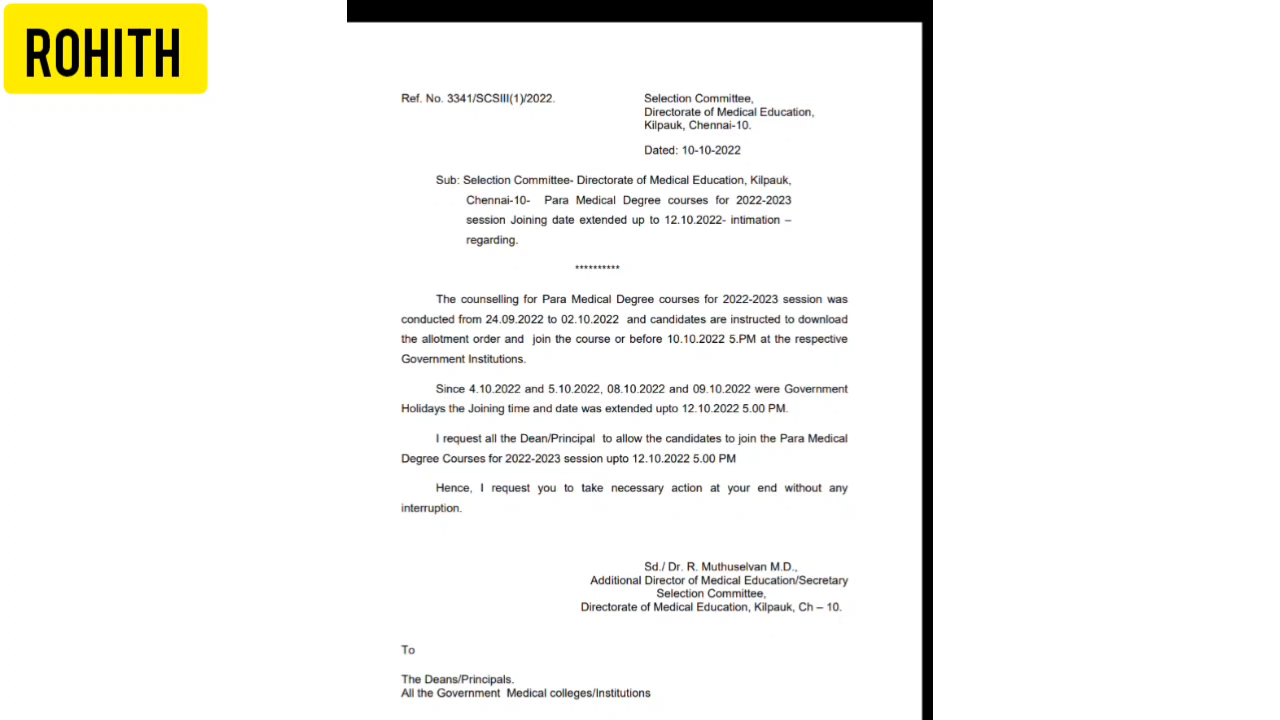 ROHITH
Ref. No. 3341/SCSIII(1)/2022.
Selection Committee,
Directorate of Medical Education,
Kilpauk, Chennai-10.
Dated: 10-10-2022
Sub: Selection Committee- Directorate of Medical Education, Kilpauk,
Chennai-10- Para Medical Degree courses for 2022-2023
session Joining date extended up to 12.10.2022- intimation –
regarding.
**********
The counselling for Para Medical Degree courses for 2022-2023 session was
conducted from 24.09.2022 to 02.10.2022 and candidates are instructed to download
the allotment order and join the course or before 10.10.2022 5.PM at the respective
Government Institutions.
Since 4.10.2022 and 5.10.2022, 08.10.2022 and 09.10.2022 were Government
Holidays the Joining time and date was extended upto 12.10.2022 5.00 PM.
I request all the Dean/Principal to allow the candidates to join the Para Medical
Degree Courses for 2022-2023 session upto 12.10.2022 5.00 PM
Hence, I request you to take necessary action at your end without any
interruption.
Sd./ Dr. R. Muthuselvan M.D.,
Additional Director of Medical Education/Secretary
Selection Committee,
Directorate of Medical Education, Kilpauk, Ch – 10.
To
The Deans/Principals.
All the Government Medical colleges/Institutions